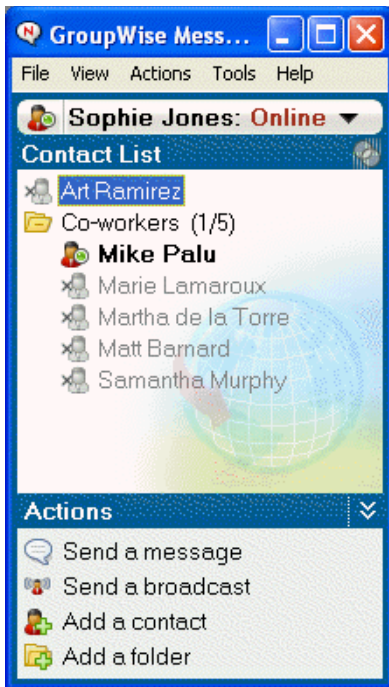 GroupWise Mess...
File View Actions Tools Help
Sophie Jones: Online
Contact List
Art Ramirez
Co-workers (1/5)
Mike Palu
Marie Lamaroux
Martha de la Torre
Matt Barnard
Samantha Murphy
Actions
Send a message
Send a broadcast
Add a contact
Add a folder